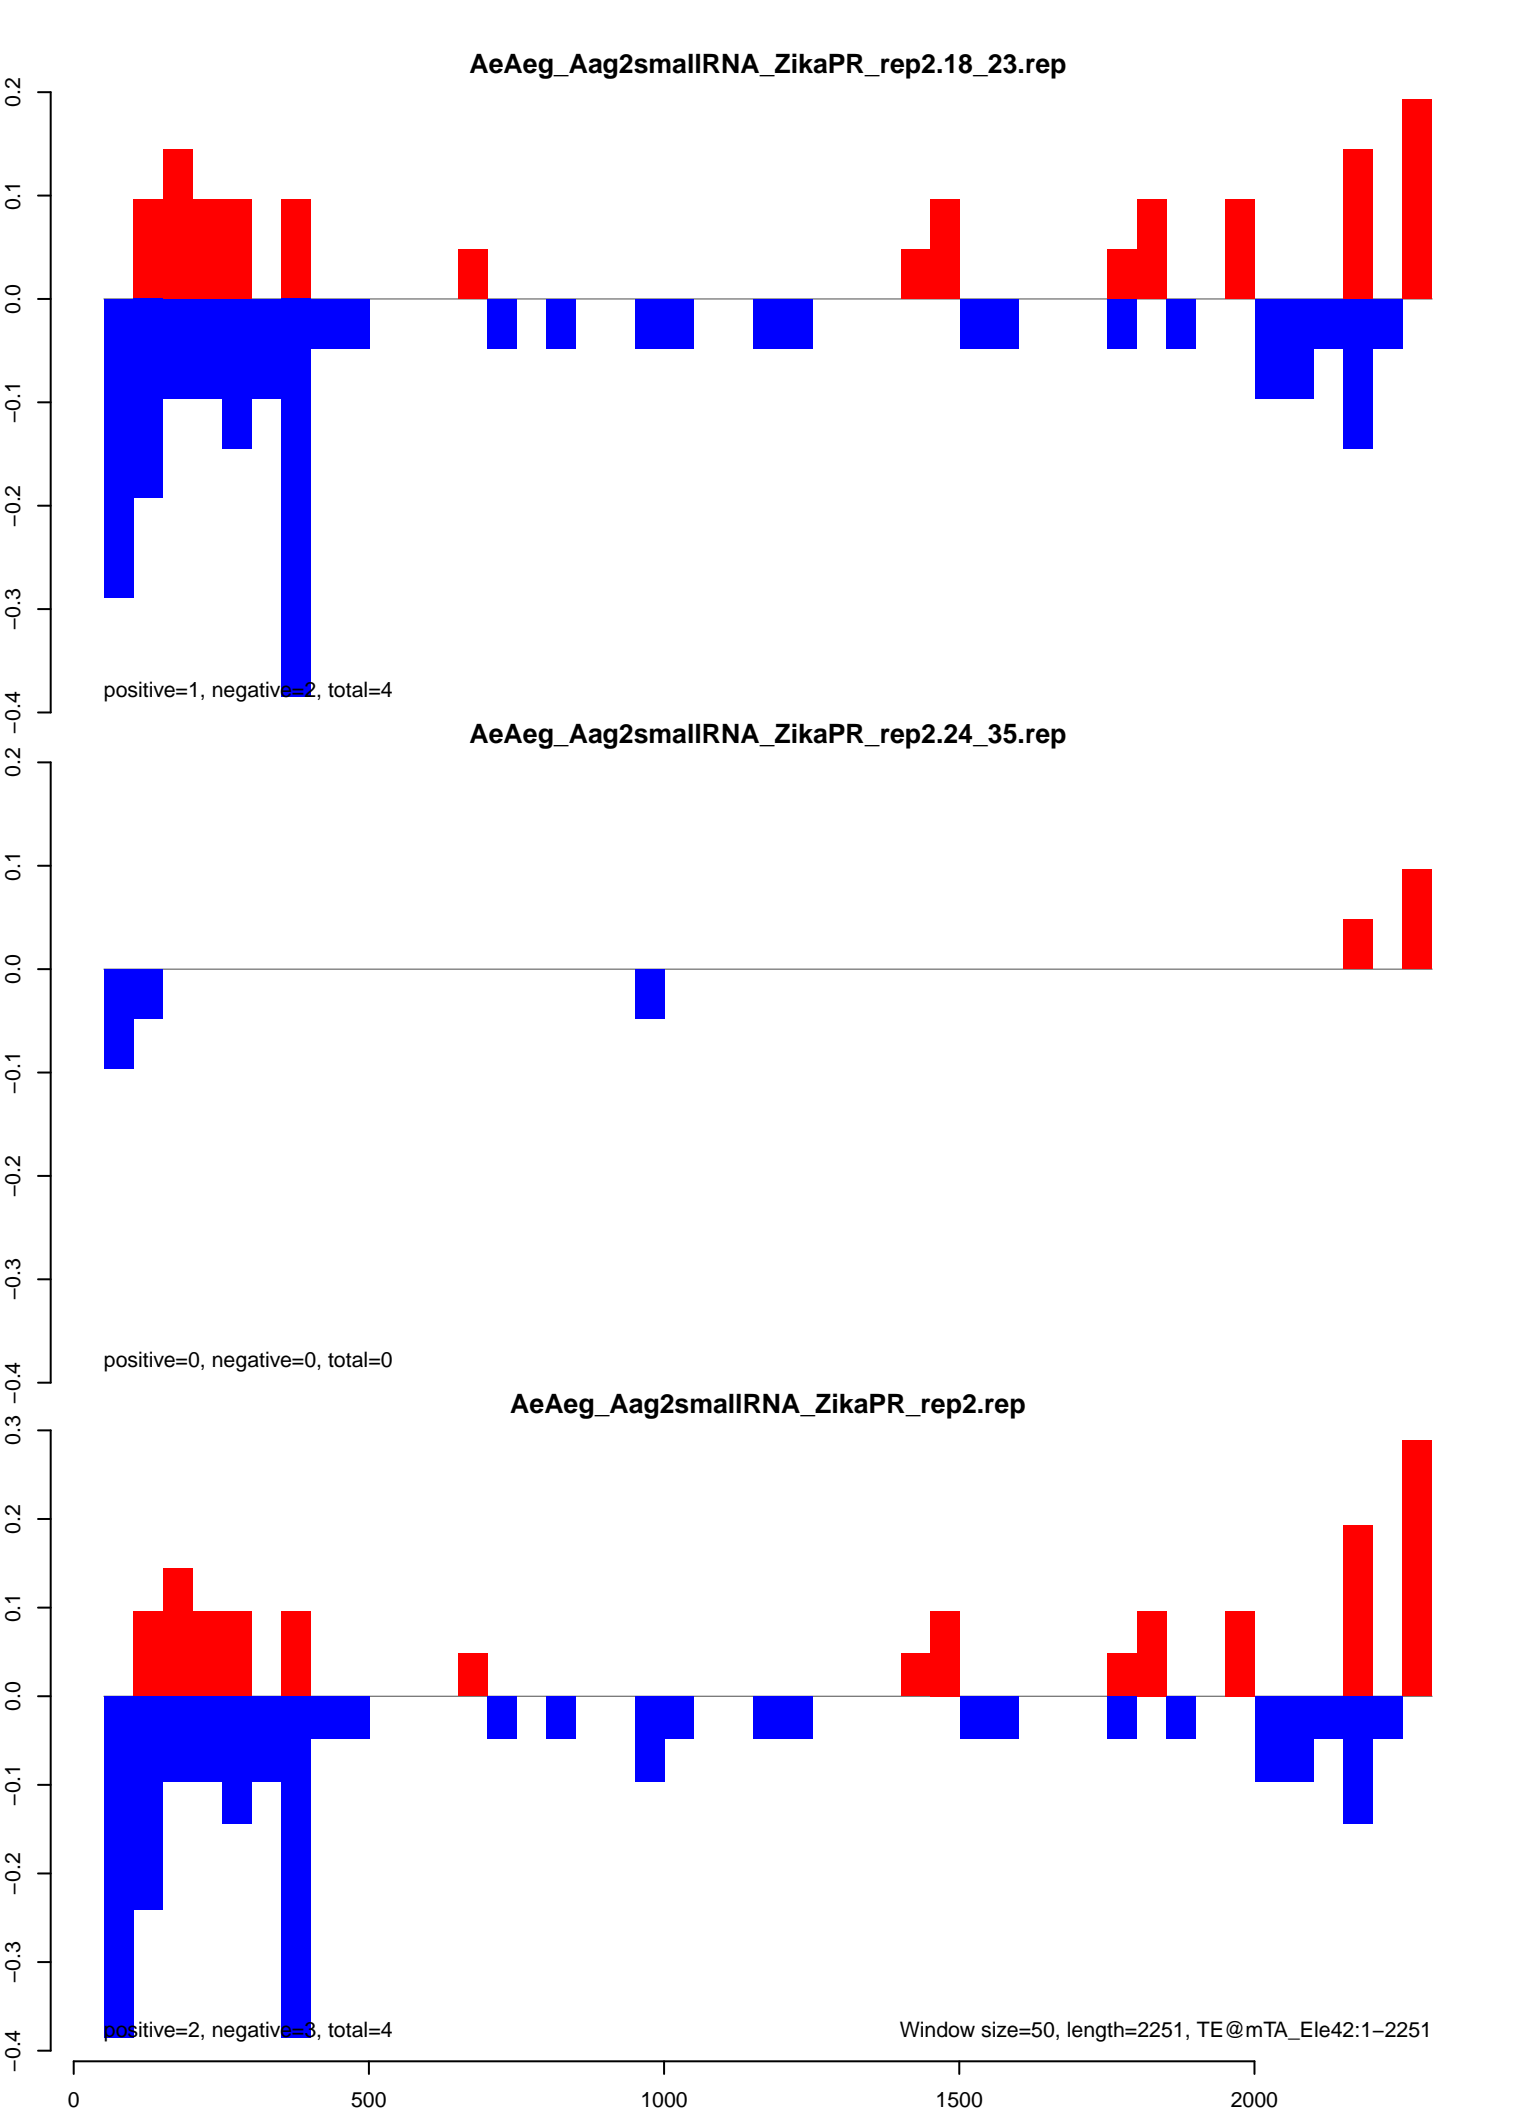 AeAeg_Aag2smallRNA_ZikaPR_rep2.18_23.rep
0.2
0.1
0.0
−0.1
−0.2
−0.3
−0.4
positive=1, negative=2, total=4
AeAeg_Aag2smallRNA_ZikaPR_rep2.24_35.rep
0.2
0.1
0.0
−0.1
−0.2
−0.3
−0.4
positive=0, negative=0, total=0
AeAeg_Aag2smallRNA_ZikaPR_rep2.rep
0.3
0.2
0.1
0.0
−0.1
−0.2
−0.3
−0.4
positive=2, negative=3, total=4
Window size=50, length=2251, TE@mTA_Ele42:1−2251
0 500 1000 1500 2000